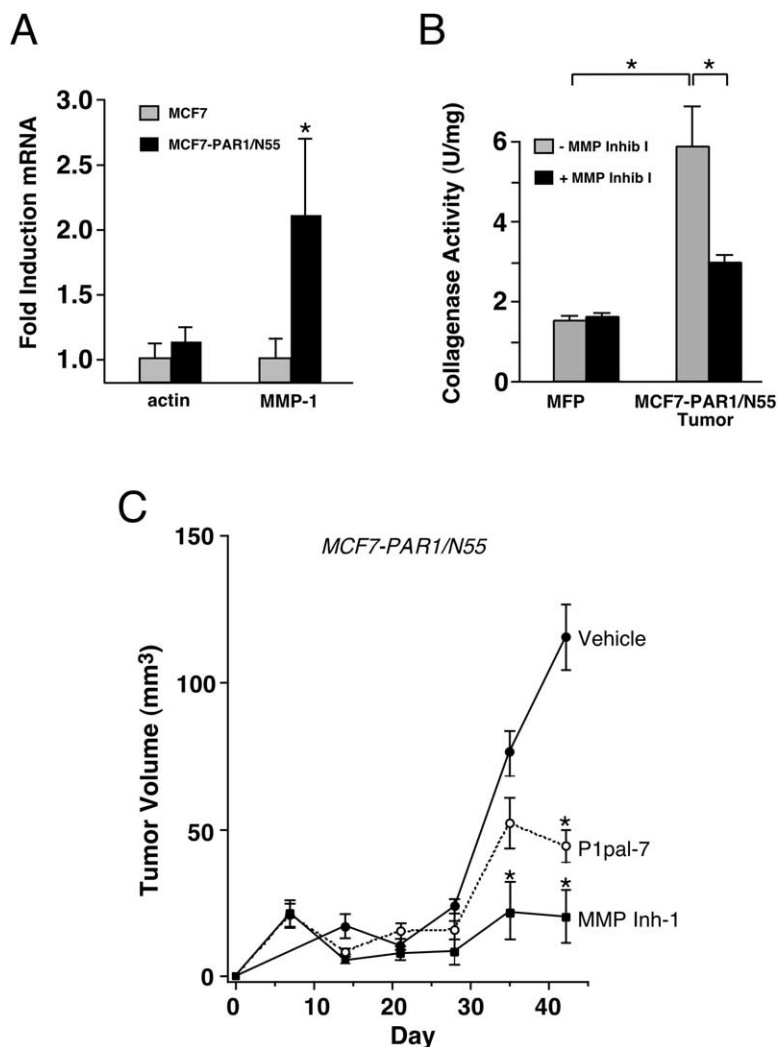 A
Fold Induction mRNA
3.0
2.5
2.0
1.5
1.0
MCF7
MCF7-PAR1/N55
*
actin
MMP-1
B
Collagenase Activity (U/mg)
6
4
2
0
*
*
- MMP Inhib I
+ MMP Inhib I
MFP
MCF7-PAR1/N55
Tumor
C
MCF7-PAR1/N55
Tumor Volume (mm³)
150
100
50
0
Vehicle
*
P1pal-7
*
*
MMP Inh-1
0
10
20
30
40
Day